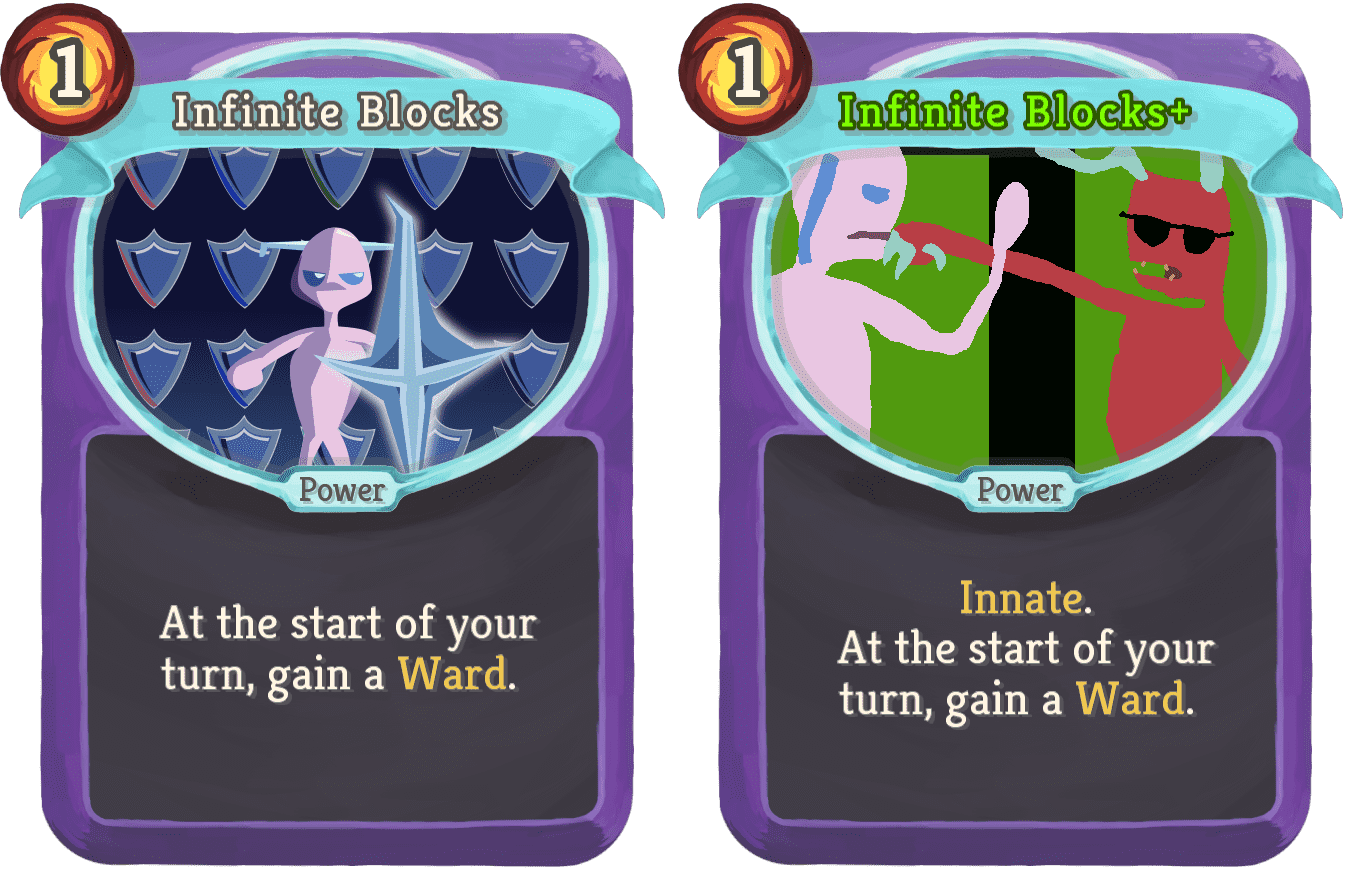 1
Infinite Blocks
Power
At the start of your
turn, gain a Ward.
1
Infinite Blocks+
Power
Innate.
At the start of your
turn, gain a Ward.